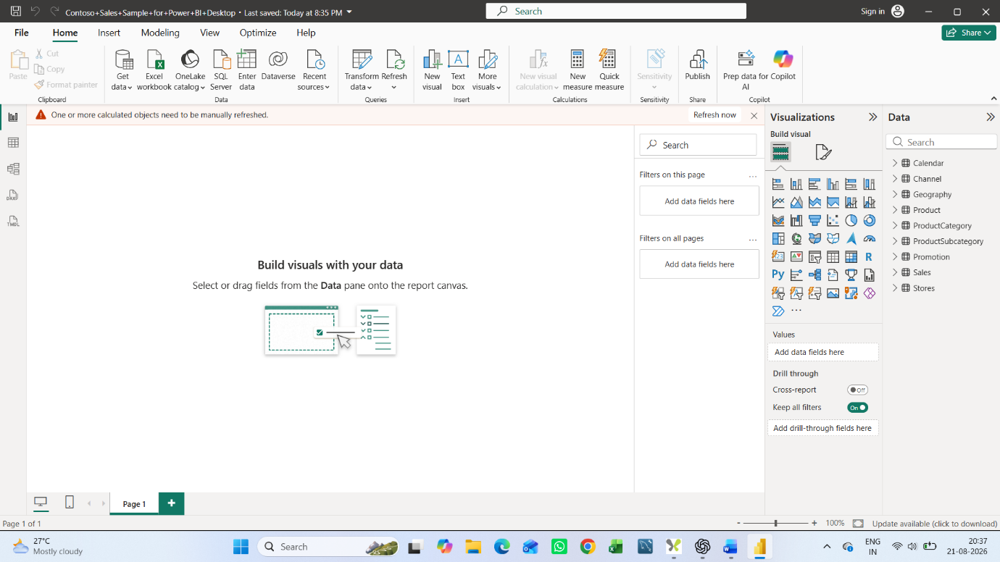 Contoso+Sales+Sample+for+Power+BI+Desktop • Last saved: Today at 8:35 PM
Search
Sign in
File
Home
Insert
Modeling
View
Optimize
Help
Share
Paste
Cut
Copy
Format painter
Clipboard
Get data
Excel workbook
OneLake catalog
SQL Server
Enter data
Dataverse
Recent sources
Data
Transform data
Refresh
Queries
New visual
Text box
More visuals
Insert
New visual calculation
New measure
Quick measure
Calculations
Sensitivity
Sensitivity
Publish
Share
Prep data for AI
Copilot
Copilot
One or more calculated objects need to be manually refreshed.
Refresh now
DAX
TMDL
Build visuals with your data
Select or drag fields from the Data pane onto the report canvas.
Search
Filters on this page
...
Add data fields here
Filters on all pages
...
Add data fields here
Visualizations
Build visual
123
R
Py
...
Values
Add data fields here
Drill through
Cross-report
Off
Keep all filters
On
Add drill-through fields here
Data
Search
Calendar
Channel
Geography
Product
ProductCategory
ProductSubcategory
Promotion
Sales
Stores
Page 1
+
Page 1 of 1
- + 100%
Update available (click to download)
27°C
Mostly cloudy
Search
ENG
IN
20:37
21-08-2026